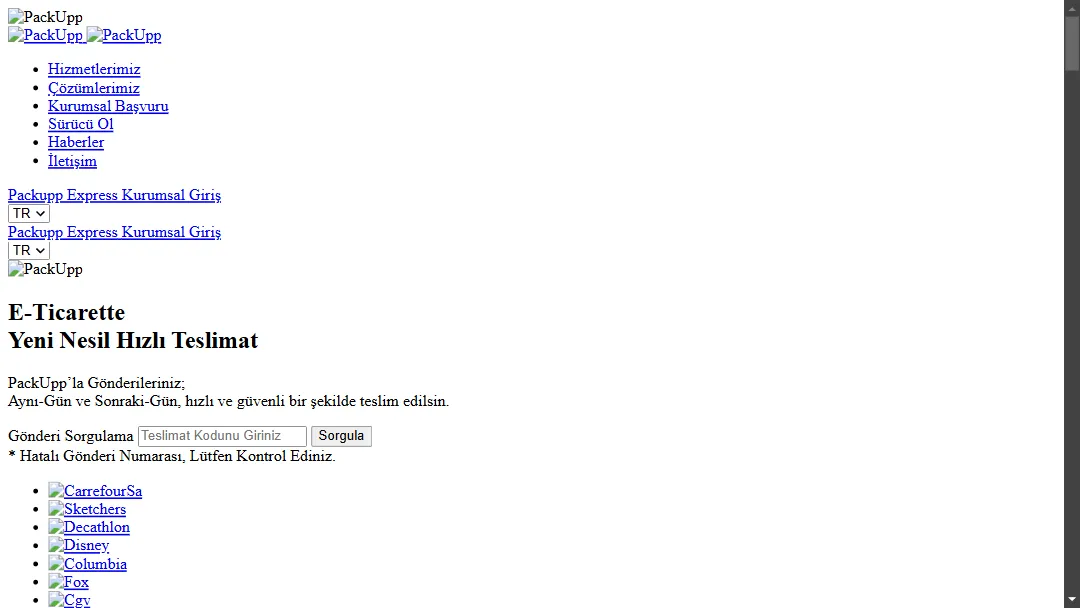 PackUpp
PackUpp PackUpp
Hizmetlerimiz
Çözümlerimiz
Kurumsal Başvuru
Sürücü Ol
Haberler
İletişim
Packupp Express Kurumsal Giriş
TR
Packupp Express Kurumsal Giriş
TR
PackUpp
E-Ticarette
Yeni Nesil Hızlı Teslimat
PackUpp’la Gönderileriniz;
Aynı-Gün ve Sonraki-Gün, hızlı ve güvenli bir şekilde teslim edilsin.
Gönderi Sorgulama Teslimat Kodunu Giriniz Sorgula
* Hatalı Gönderi Numarası, Lütfen Kontrol Ediniz.
CarrefourSa
Sketchers
Decathlon
Disney
Columbia
Fox
Cgv